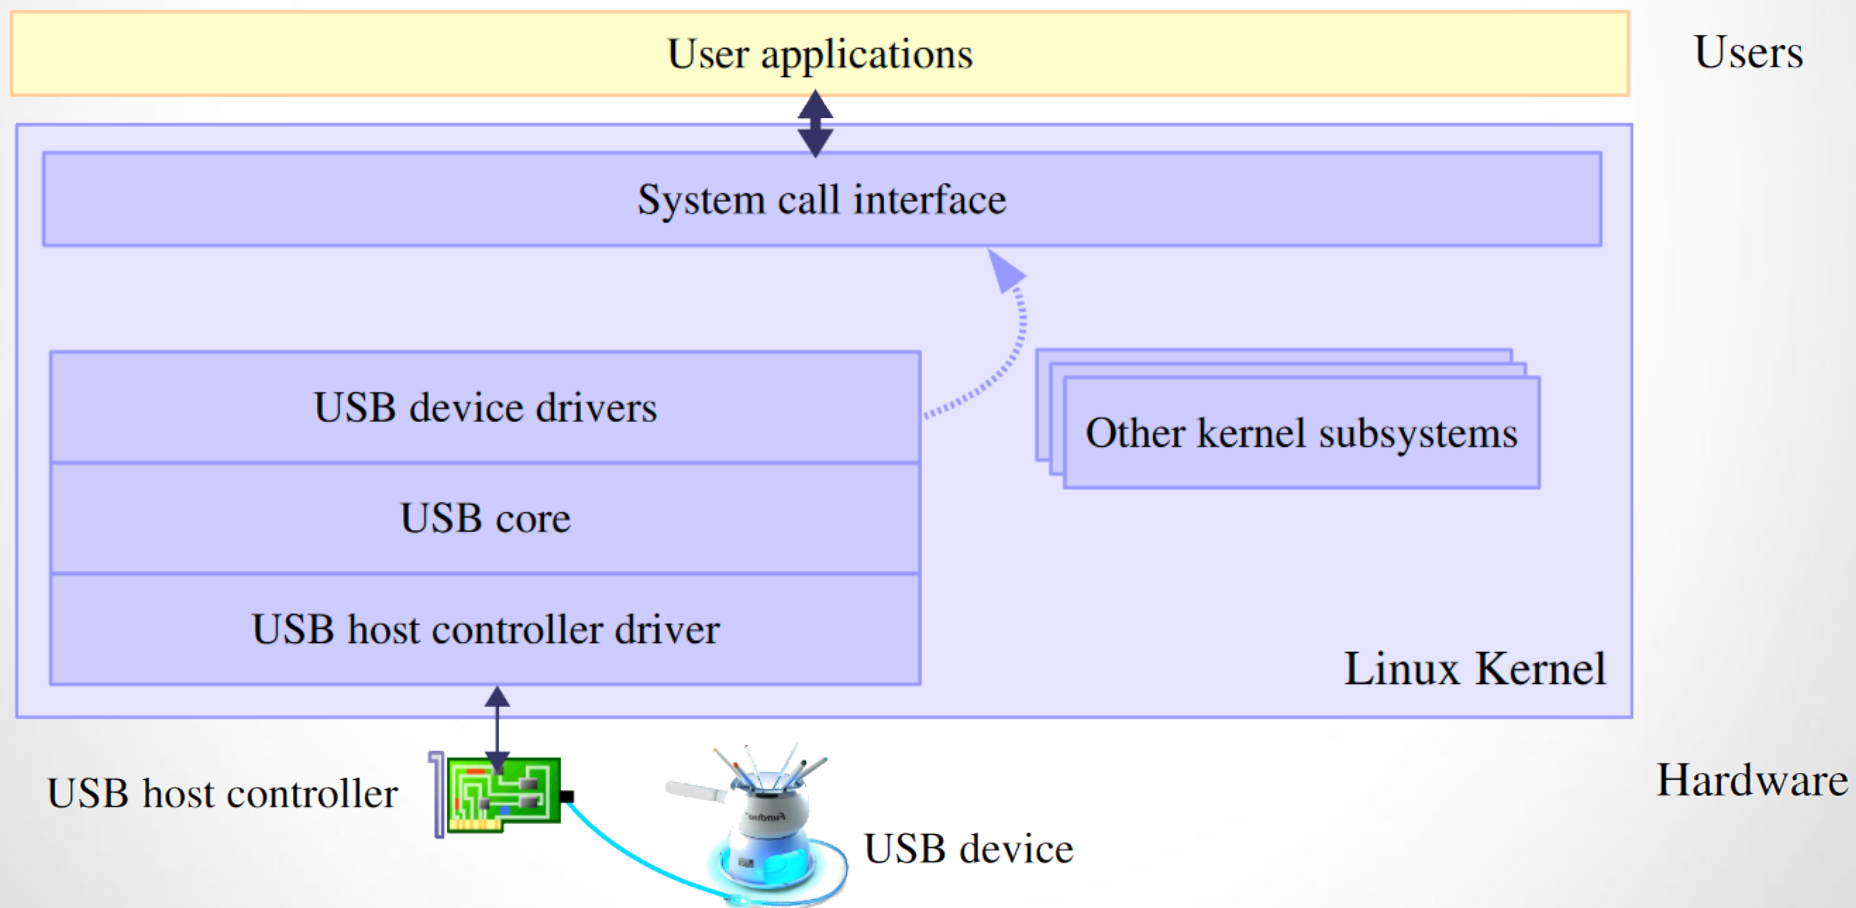 User applications
Users
System call interface
USB device drivers
Other kernel subsystems
USB core
USB host controller driver
Linux Kernel
USB host controller
Hardware
USB device